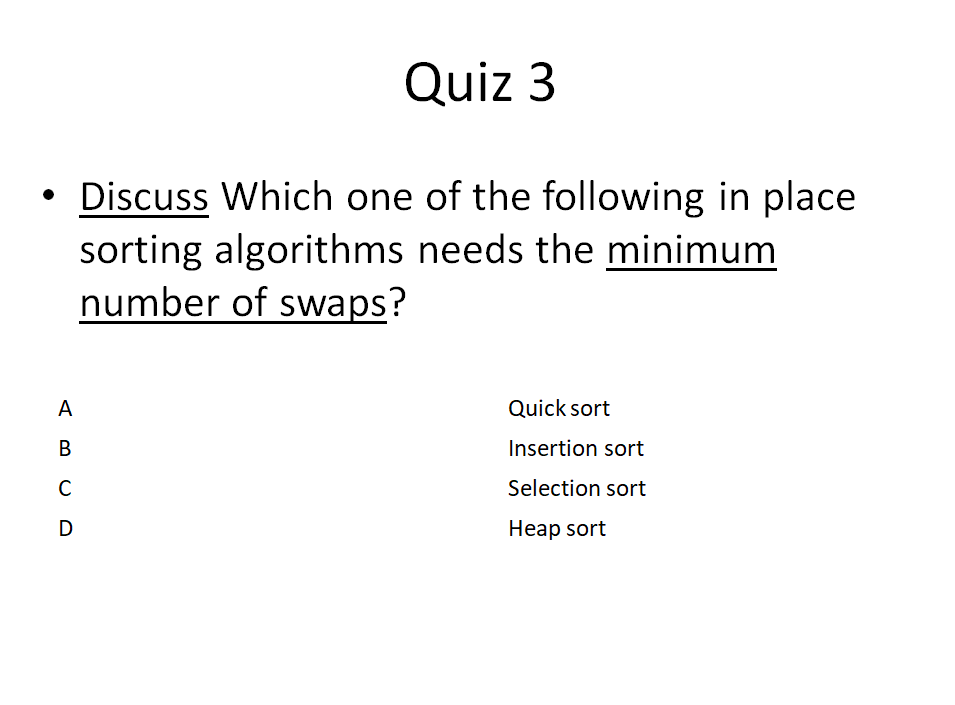 Quiz 3
• Discuss Which one of the following in place
sorting algorithms needs the minimum
number of swaps?
A Quick sort
B Insertion sort
C Selection sort
D Heap sort